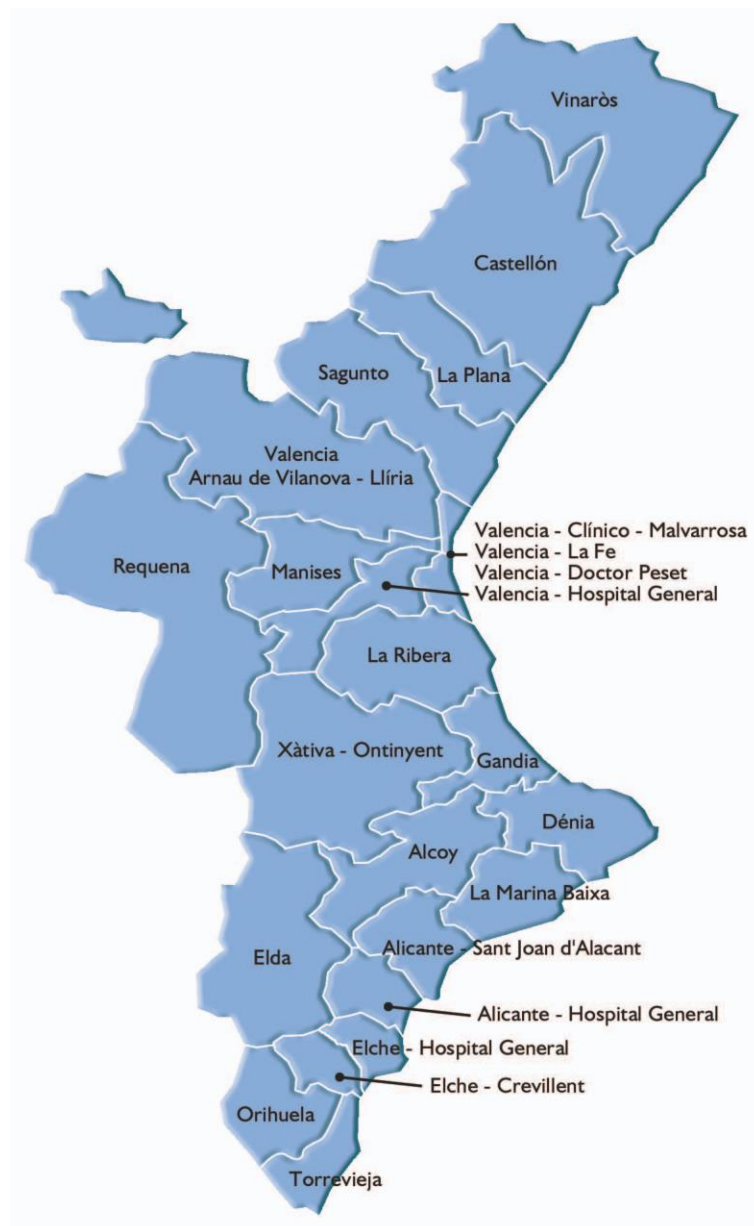 Vinaròs
Castellón
La Plana
Sagunto
Valencia
Arnau de Vilanova - Llíria
Valencia - Clínico - Malvarrosa
Valencia - La Fe
Valencia - Doctor Peset
Valencia - Hospital General
Requena
Manises
La Ribera
Xàtiva - Ontinyent
Gandia
Dénia
Alcoy
La Marina Baixa
Alicante - Sant Joan d'Alacant
Elda
Alicante - Hospital General
Elche - Hospital General
Elche - Crevillent
Orihuela
Torrevieja